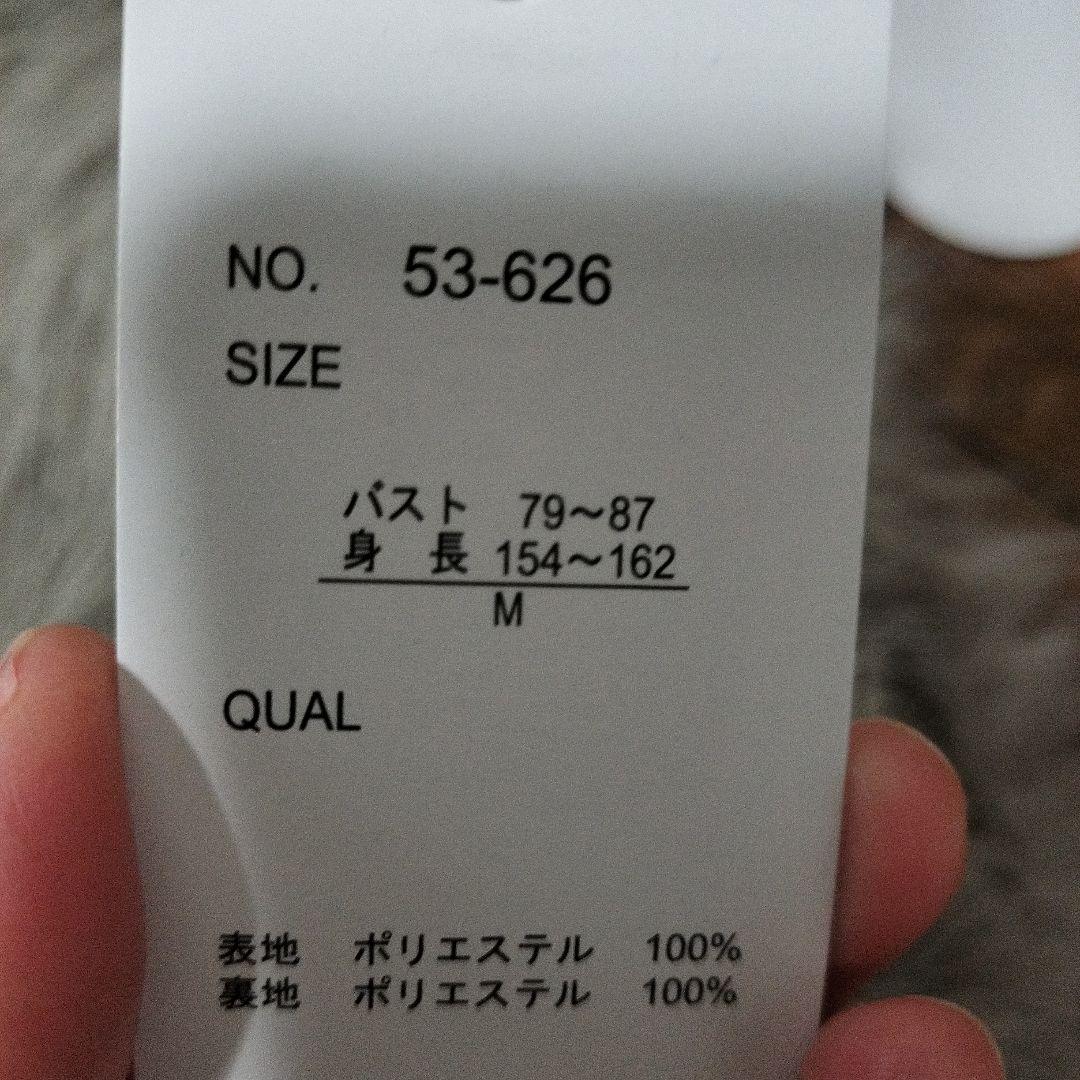 NO. 53-626
SIZE
バスト 79〜87
身 長 154〜162
M
QUAL
表地 ポリエステル 100%
裏地 ポリエステル 100%